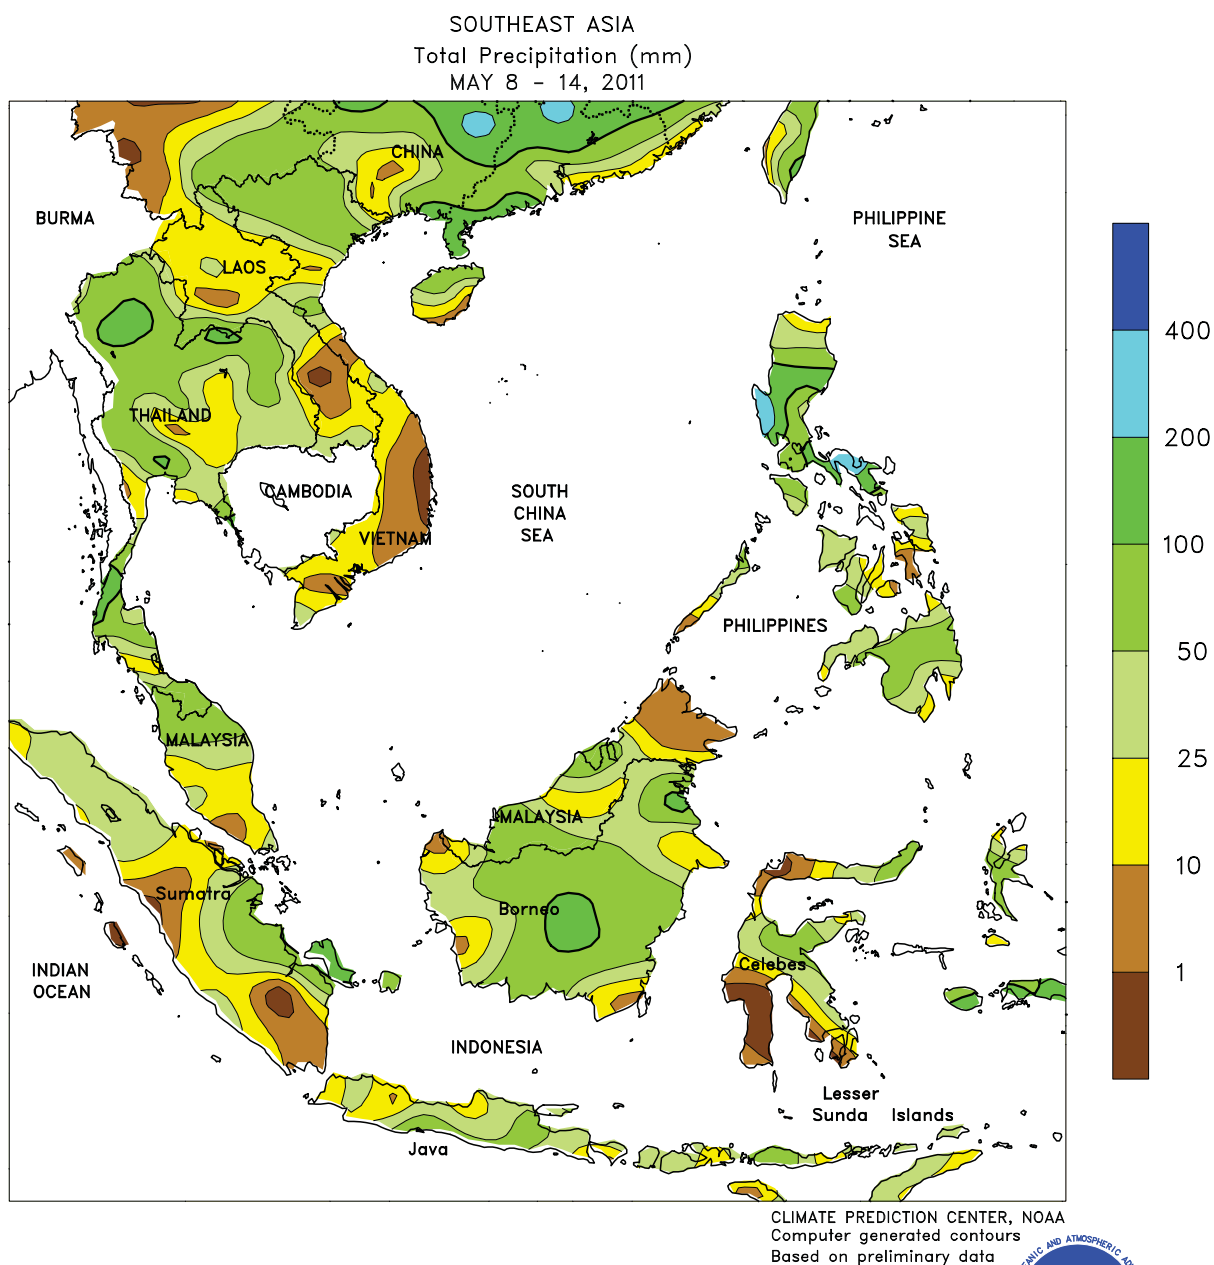 SOUTHEAST ASIA
Total Precipitation (mm)
MAY 8 - 14, 2011
CHINA
BURMA
PHILIPPINE
SEA
LAOS
400
THAILAND
200
CAMBODIA
SOUTH
CHINA
SEA
VIETNAM
100
PHILIPPINES
50
MALAYSIA
25
MALAYSIA
10
Sumatra
Borneo
Celebes
INDIAN
OCEAN
1
INDONESIA
Lesser
Sunda Islands
Java
CLIMATE PREDICTION CENTER, NOAA
Computer generated contours
Based on preliminary data
AND ATMOSPHERIC